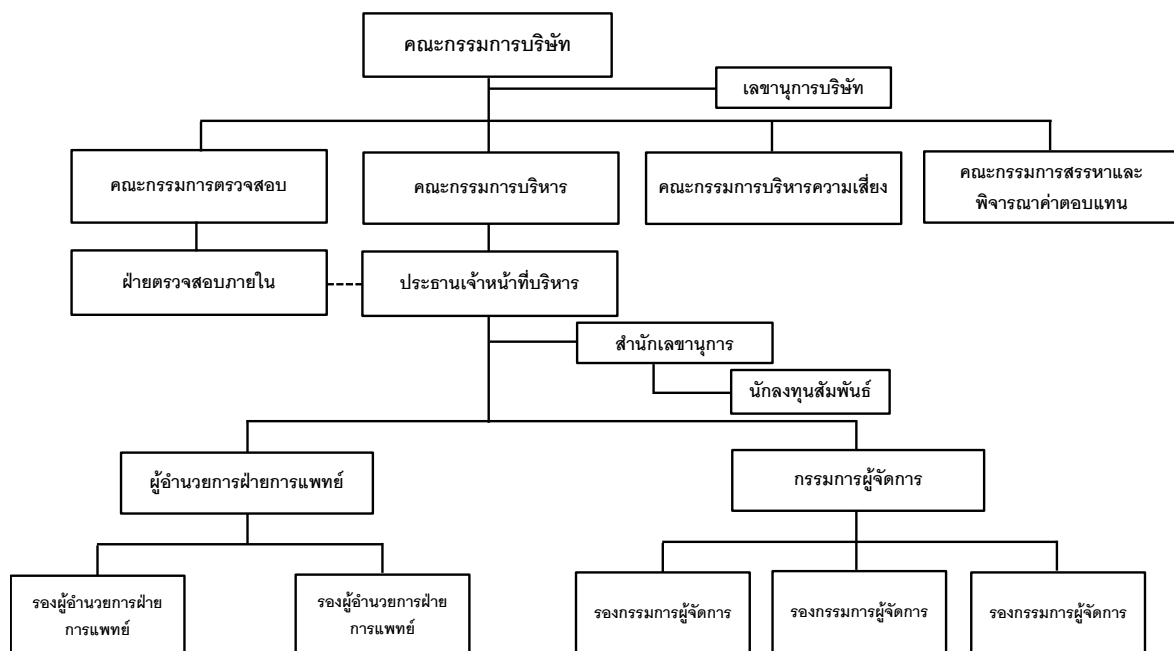 คณะกรรมการบริษัท
เลขานุการบริษัท
คณะกรรมการตรวจสอบ
คณะกรรมการบริหาร
คณะกรรมการบริหารความเสี่ยง
คณะกรรมการสรรหาและ
พิจารณาค่าตอบแทน
ฝ่ายตรวจสอบภายใน
ประธานเจ้าหน้าที่บริหาร
สำนักเลขานุการ
นักลงทุนสัมพันธ์
ผู้อำนวยการฝ่ายการแพทย์
กรรมการผู้จัดการ
รองผู้อำนวยการฝ่าย
การแพทย์
รองผู้อำนวยการฝ่าย
การแพทย์
รองกรรมการผู้จัดการ
รองกรรมการผู้จัดการ
รองกรรมการผู้จัดการ